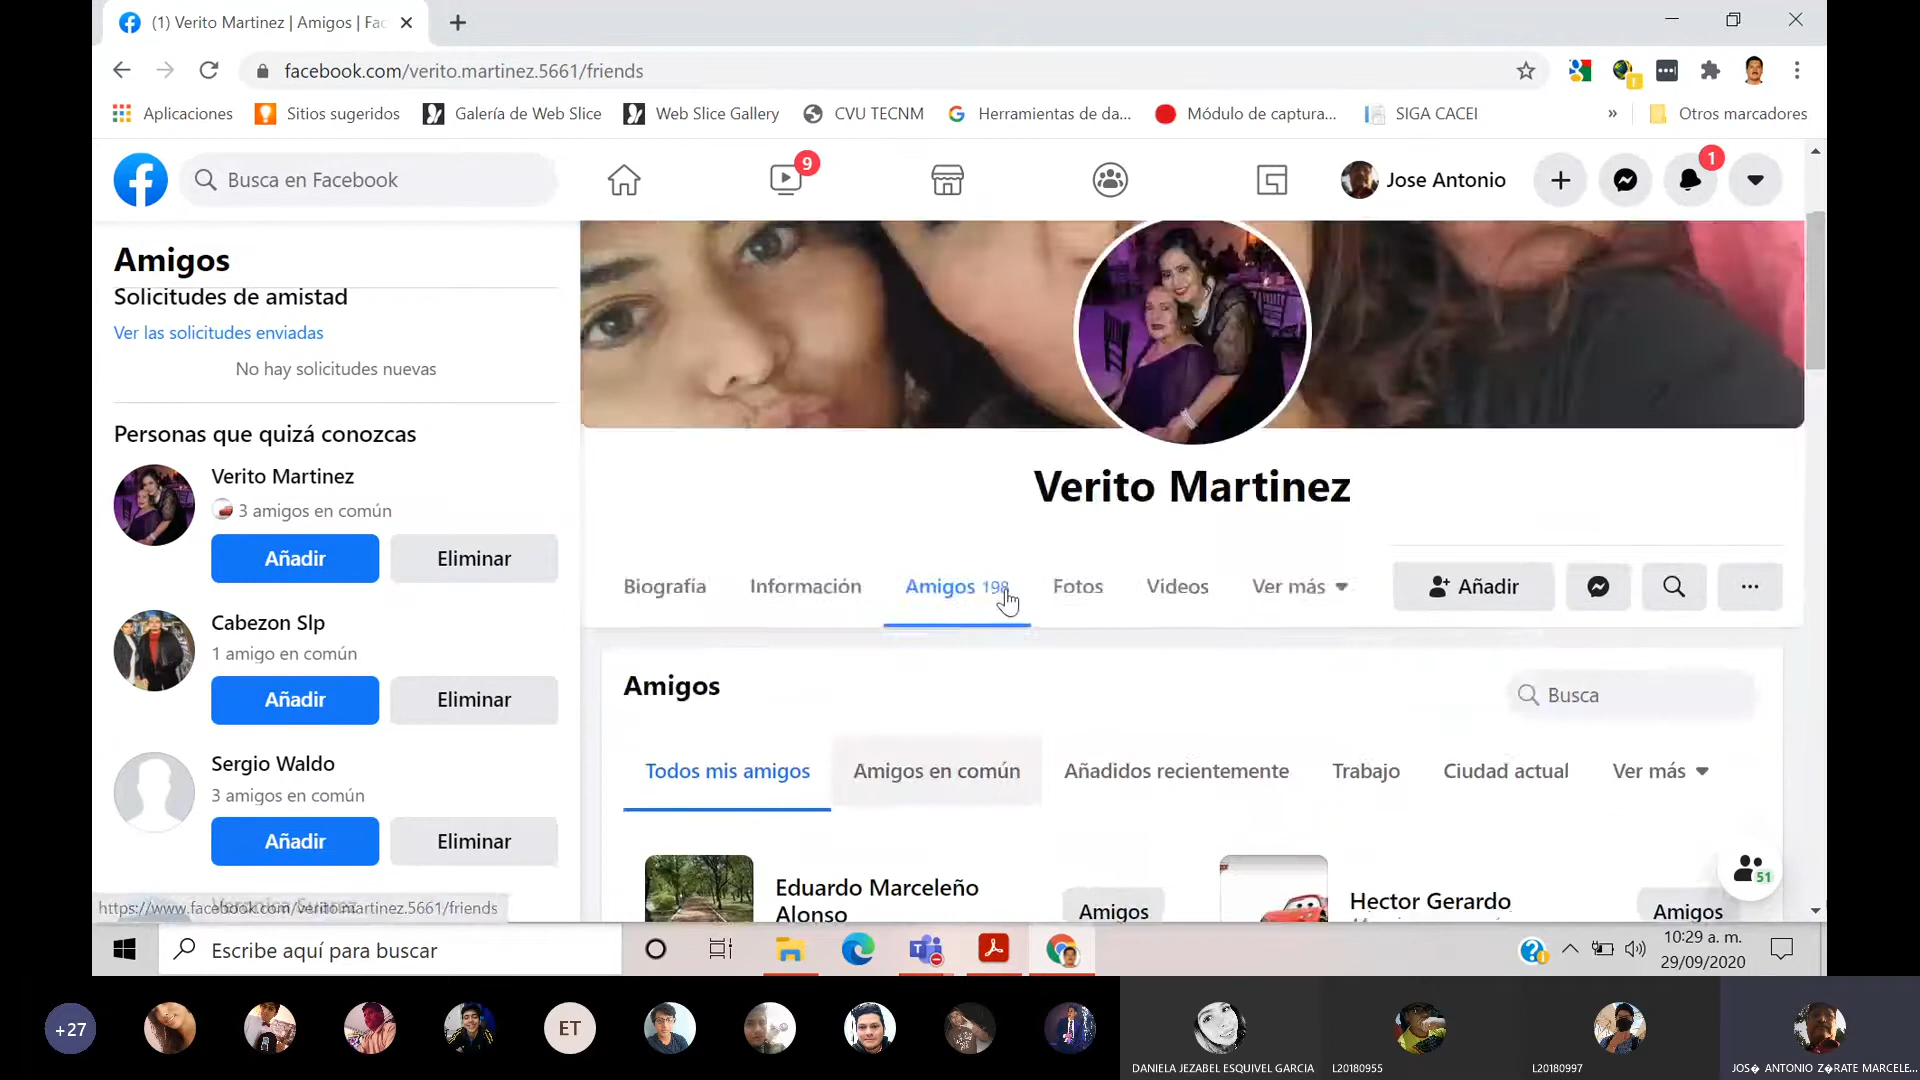 (1) Verito Martinez | Amigos | Fac
facebook.com/verito.martinez.5661/friends
Aplicaciones
Sitios sugeridos
Galería de Web Slice
Web Slice Gallery
CVU TECNM
Herramientas de da...
Módulo de captura...
SIGA CACEI
»
Otros marcadores
Busca en Facebook
9
Jose Antonio
1
Amigos
Solicitudes de amistad
Ver las solicitudes enviadas
No hay solicitudes nuevas
Personas que quizá conozcas
Verito Martinez
3 amigos en común
Añadir
Eliminar
Cabezon Slp
1 amigo en común
Añadir
Eliminar
Sergio Waldo
3 amigos en común
Añadir
Eliminar
https://www.facebook.com/verito.martinez.5661/friends
Verito Martinez
Biografía
Información
Amigos 198
Fotos
Vídeos
Ver más
Añadir
Amigos
Busca
Todos mis amigos
Amigos en común
Añadidos recientemente
Trabajo
Ciudad actual
Ver más
Eduardo Marceleño
Alonso
Amigos
Hector Gerardo
Amigos
51
Escribe aquí para buscar
10:29 a. m.
29/09/2020
+27
ET
DANIELA JEZABEL ESQUIVEL GARCIA
L20180955
L20180997
JOS� ANTONIO Z�RATE MARCELE...